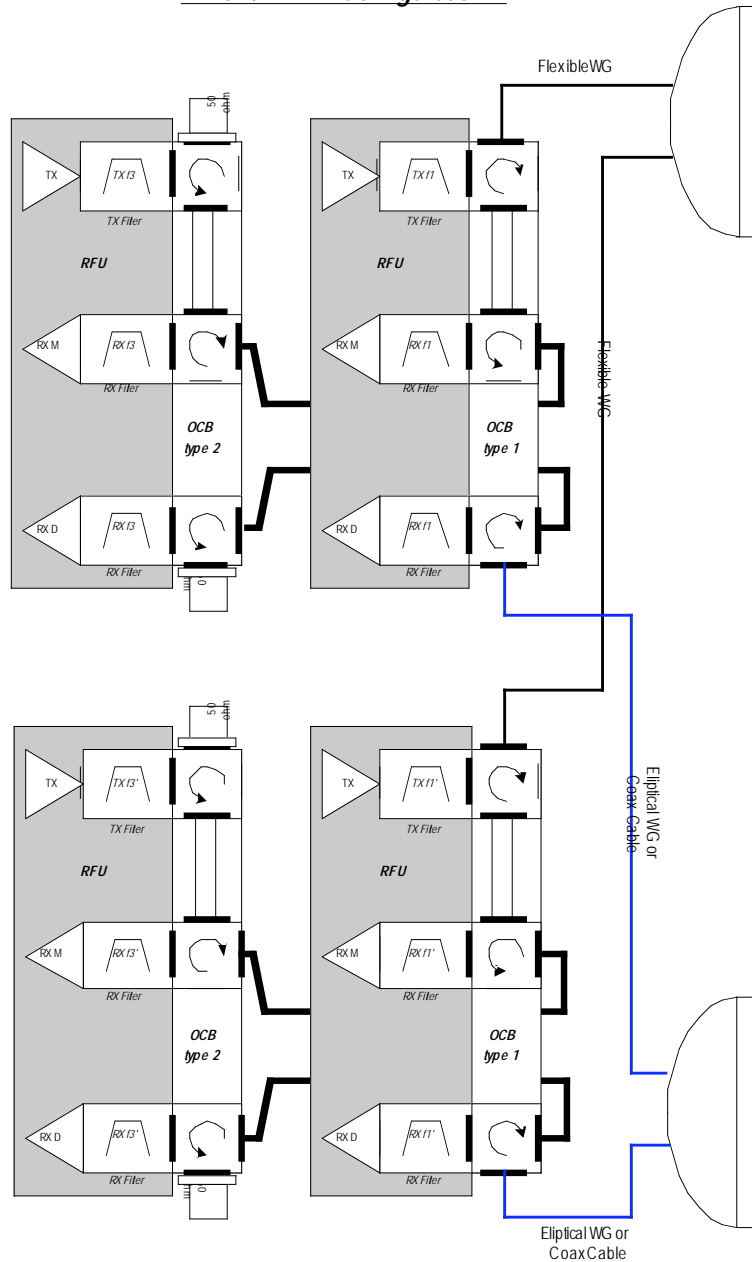 FlexibleWG
50
ohm
TX
TX f3
TX Filter
RFU
RX M
RX f3
RX Filter
OCB
type 2
RX D
RX f3
RX Filter
TX
TX f1
TX Filter
RFU
RX M
RX f1
RX Filter
OCB
type 1
RX D
RX f1
RX Filter
Flexible WG
50
ohm
TX
TX f3'
TX Filter
RFU
RX M
RX f3'
RX Filter
OCB
type 2
RX D
RX f3'
RX Filter
TX
TX f1'
TX Filter
RFU
RX M
RX f1'
RX Filter
OCB
type 1
RX D
RX f1'
RX Filter
Eliptical WG or
Coax Cable
Eliptical WG or
CoaxCable